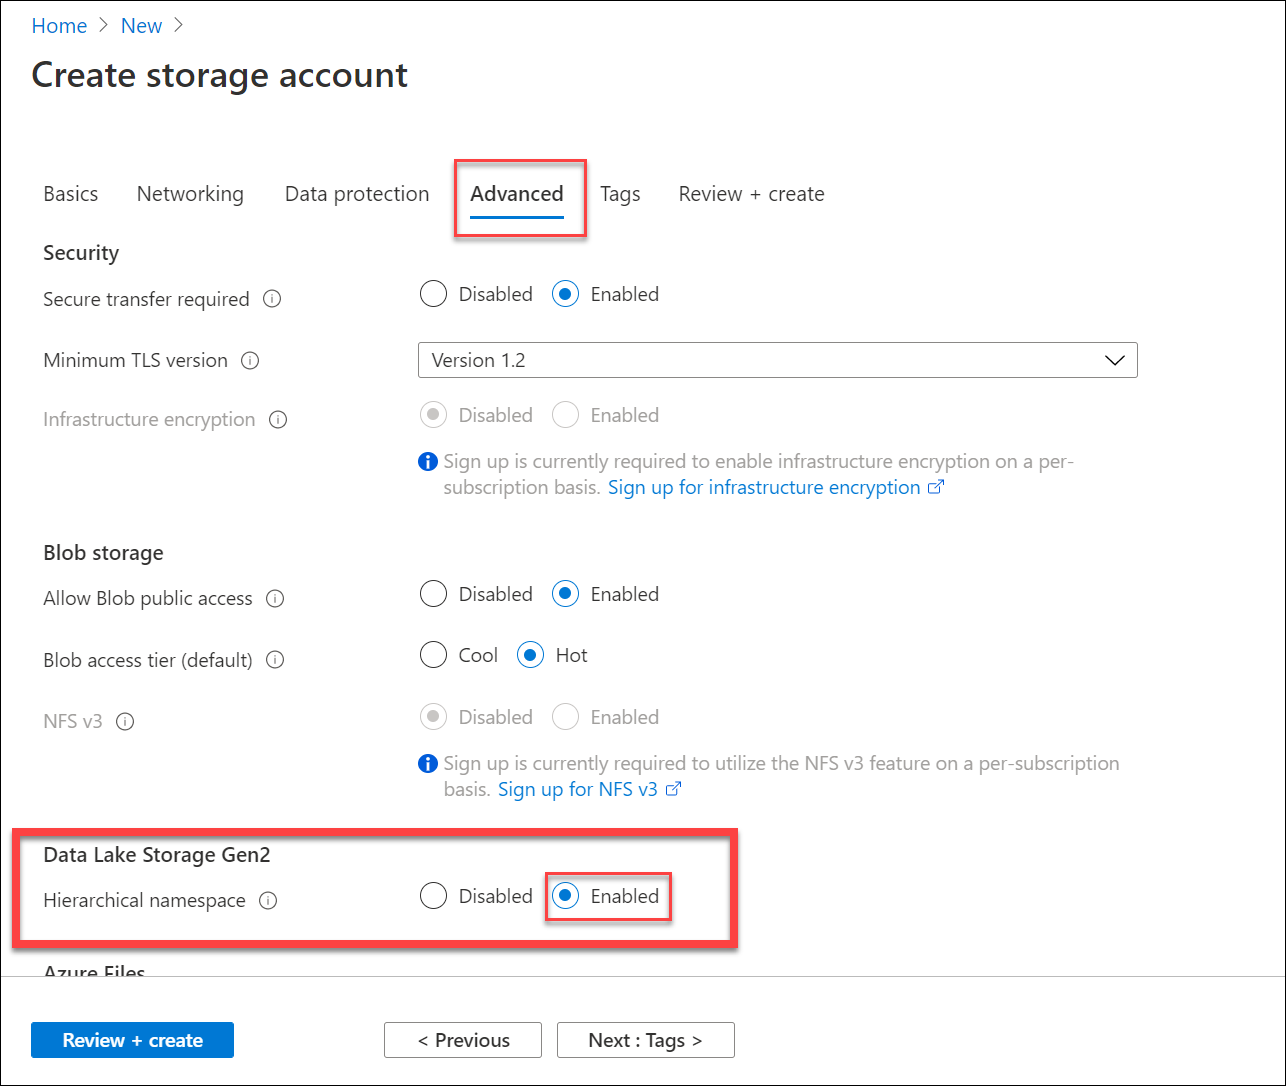 Home > New >
Create storage account
Basics Networking Data protection Advanced Tags Review + create
Security
Secure transfer required Disabled Enabled
Minimum TLS version Version 1.2
Infrastructure encryption Disabled Enabled
Sign up is currently required to enable infrastructure encryption on a per-
subscription basis. Sign up for infrastructure encryption
Blob storage
Allow Blob public access Disabled Enabled
Blob access tier (default) Cool Hot
NFS v3 Disabled Enabled
Sign up is currently required to utilize the NFS v3 feature on a per-subscription
basis. Sign up for NFS v3
Data Lake Storage Gen2
Hierarchical namespace Disabled Enabled
Azure Files
Review + create < Previous Next : Tags >